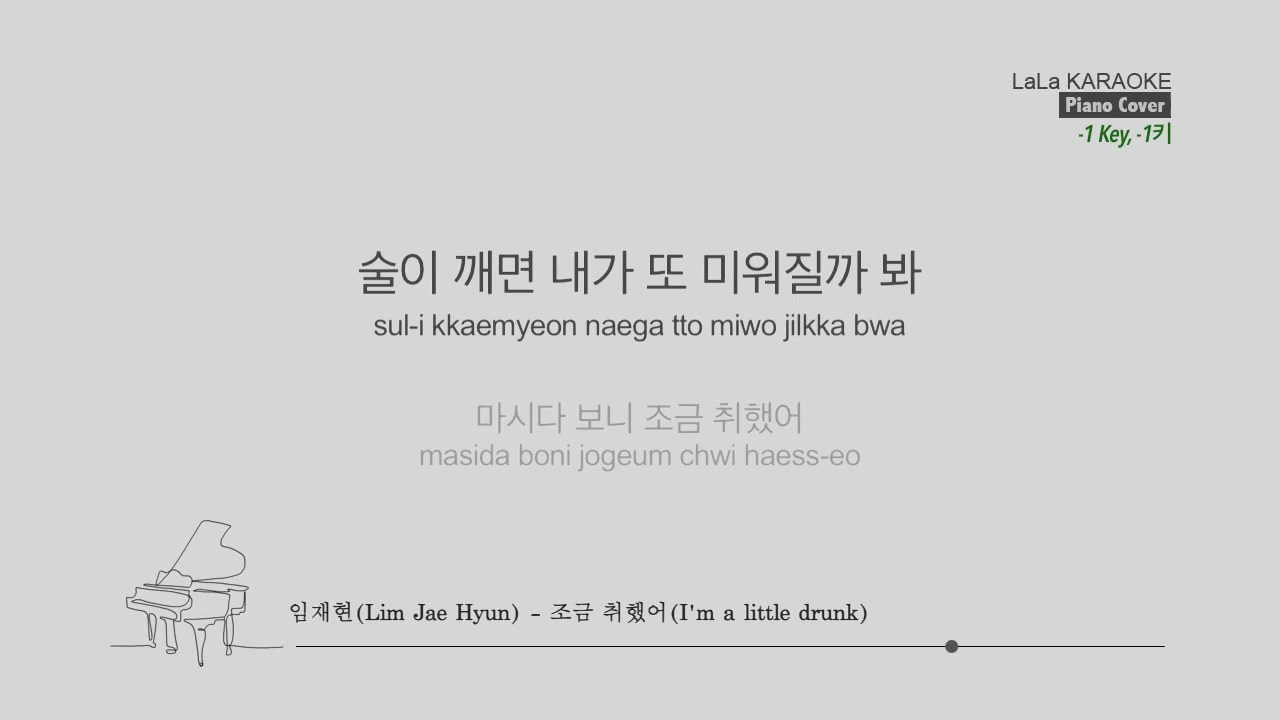 LaLa KARAOKE
Piano Cover
-1 Key, -1키
술이 깨면 내가 또 미워질까 봐
sul-i kkaemyeon naega tto miwo jilkka bwa
마시다 보니 조금 취했어
masida boni jogeum chwi haess-eo
임재현(Lim Jae Hyun) - 조금 취했어(I'm a little drunk)